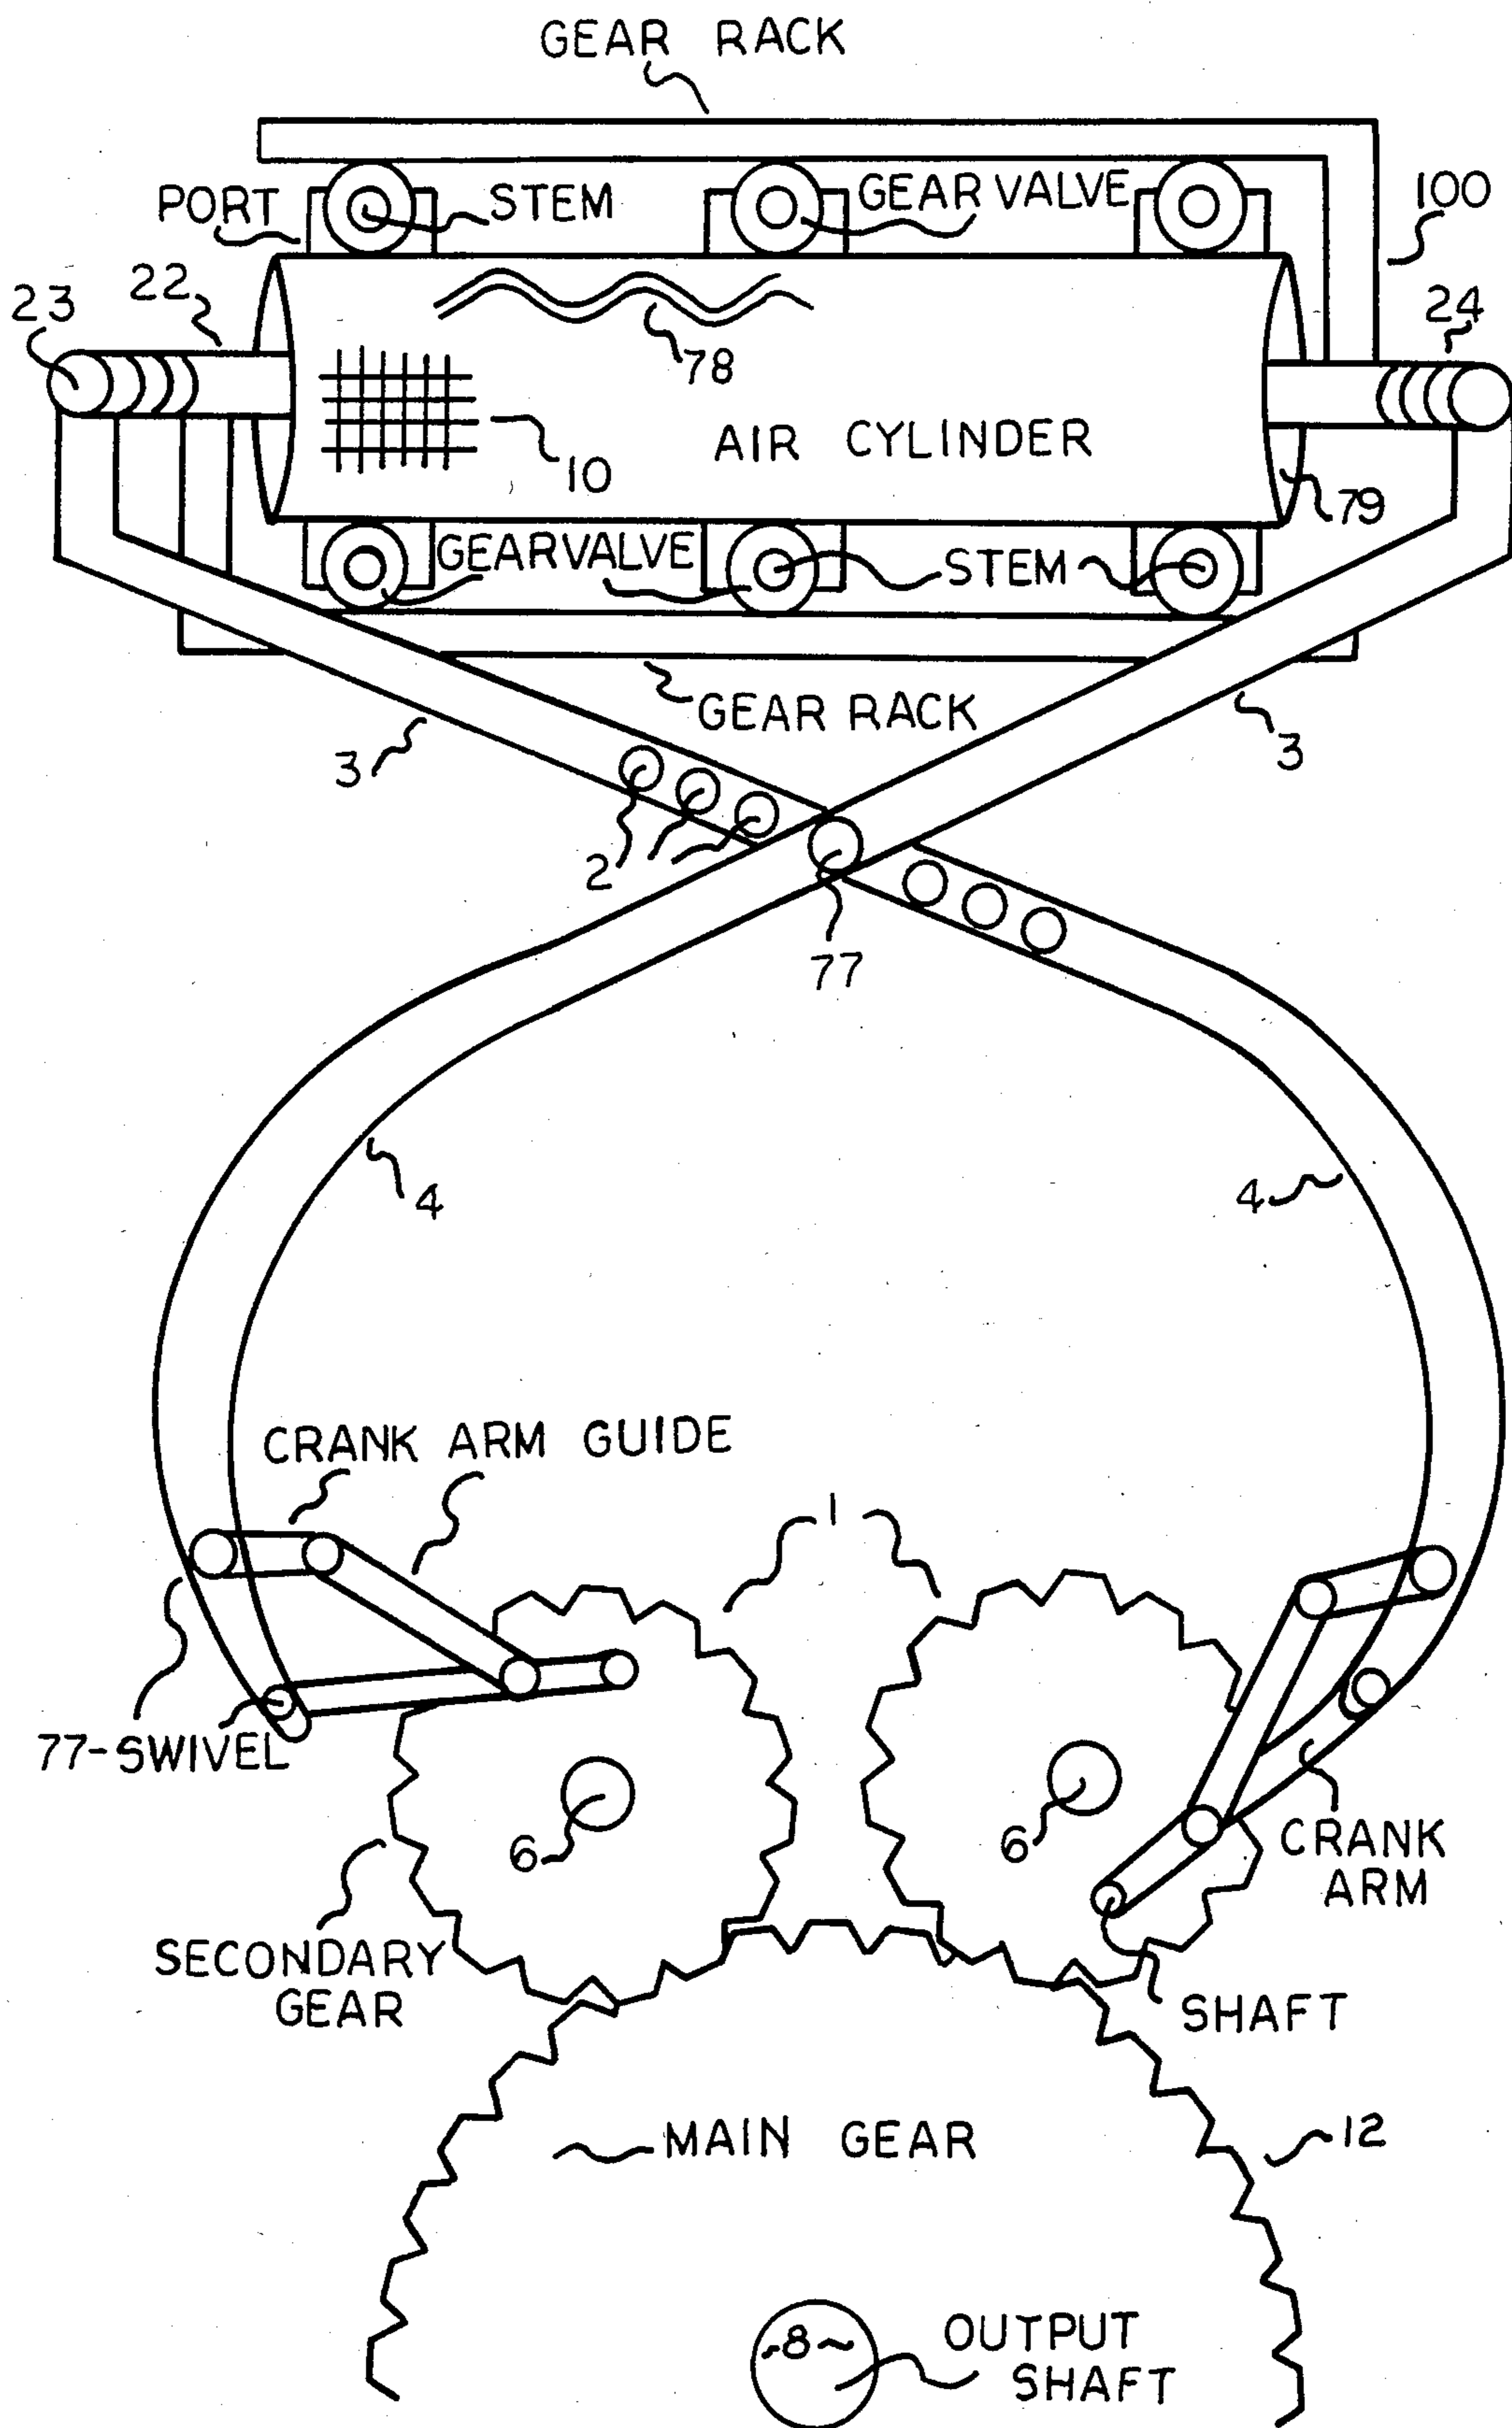 GEAR RACK
PORT
STEM
GEAR VALVE
100
23
22
24
78
10
AIR CYLINDER
79
GEARVALVE
STEM
GEAR RACK
3
3
2
77
4
4
CRANK ARM GUIDE
1
77-SWIVEL
6
6
CRANK
ARM
SECONDARY
GEAR
SHAFT
MAIN GEAR
12
8
OUTPUT
SHAFT